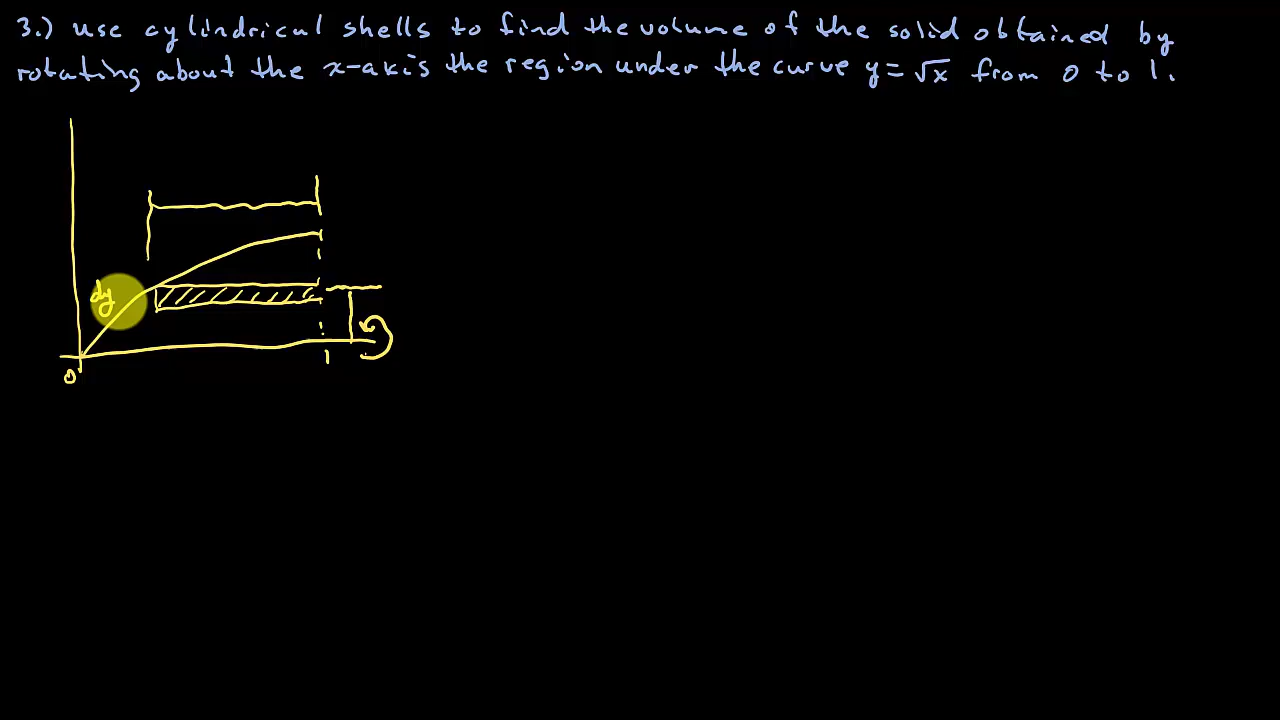 3.) use cylindrical shells to find the volume of the solid obtained by
rotating about the x-axis the region under the curve y = √x from 0 to 1.
dy
1
0